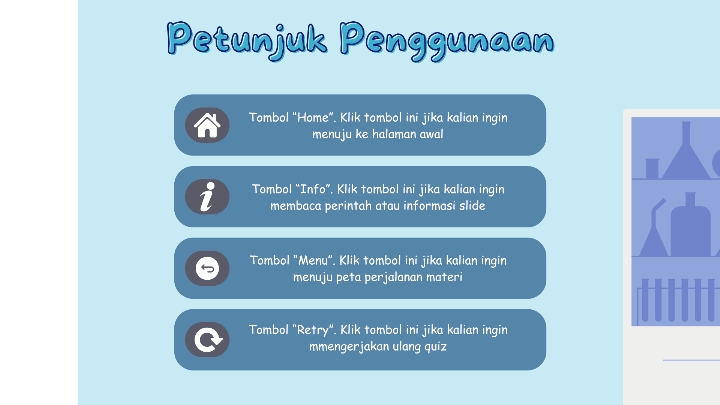 Petunjuk Penggunaan
Tombol "Home". Klik tombol ini jika kalian ingin
menuju ke halaman awal
Tombol "Info". Klik tombol ini jika kalian ingin
membaca perintah atau informasi slide
Tombol "Menu". Klik tombol ini jika kalian ingin
menuju peta perjalanan materi
Tombol "Retry". Klik tombol ini jika kalian ingin
mmengerjakan ulang quiz